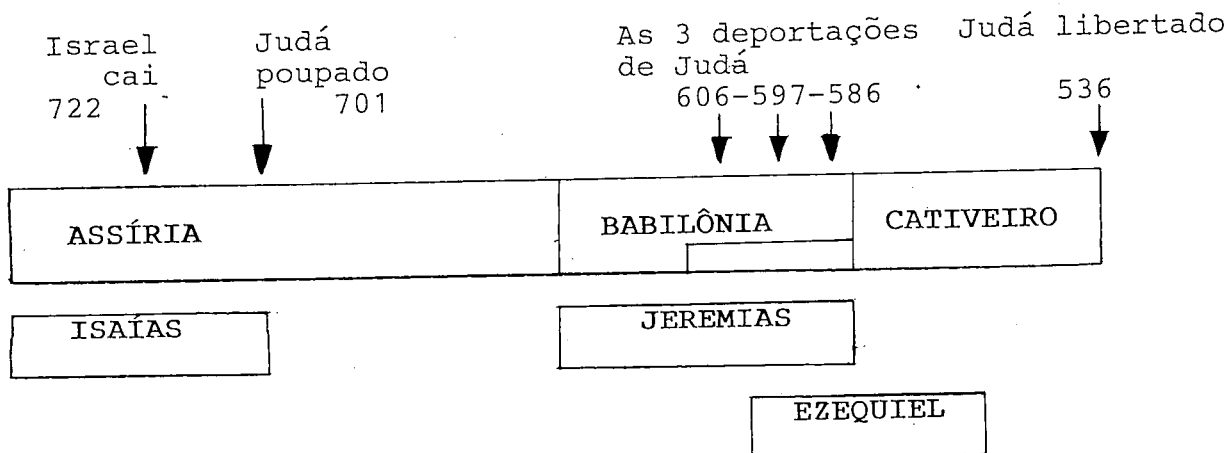 Israel
cai
722
Judá
poupado
701
As 3 deportações
de Judá
606-597-586
Judá libertado
536
ASSÍRIA
BABILÔNIA
CATIVEIRO
ISAÍAS
JEREMIAS
EZEQUIEL